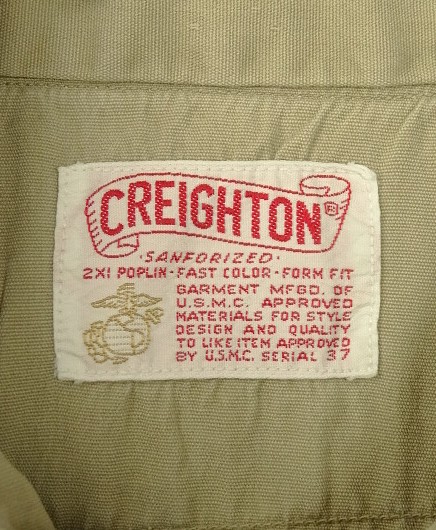 CREIGHTON
·SANFORIZED·
2X1 POPLIN-FAST COLOR-FORM FIT
GARMENT MFGD. OF
U.S.M.C. APPROVED
MATERIALS FOR STYLE
DESIGN AND QUALITY
TO LIKE ITEM APPROVED
BY U.S.M.C. SERIAL 37